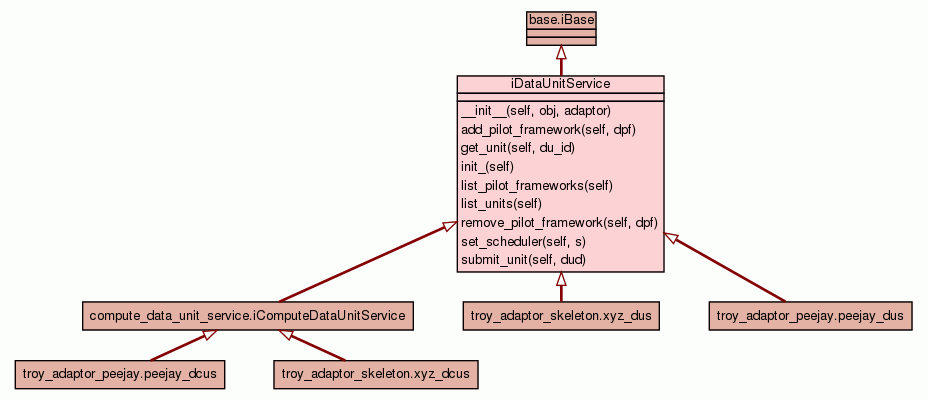 base.iBase
iDataUnitService
__init__(self, obj, adaptor)
add_pilot_framework(self, dpf)
get_unit(self, du_id)
init_(self)
list_pilot_frameworks(self)
list_units(self)
remove_pilot_framework(self, dpf)
set_scheduler(self, s)
submit_unit(self, dud)
compute_data_unit_service.iComputeDataUnitService
troy_adaptor_skeleton.xyz_dus
troy_adaptor_peejay.peejay_dus
troy_adaptor_peejay.peejay_dcus
troy_adaptor_skeleton.xyz_dcus